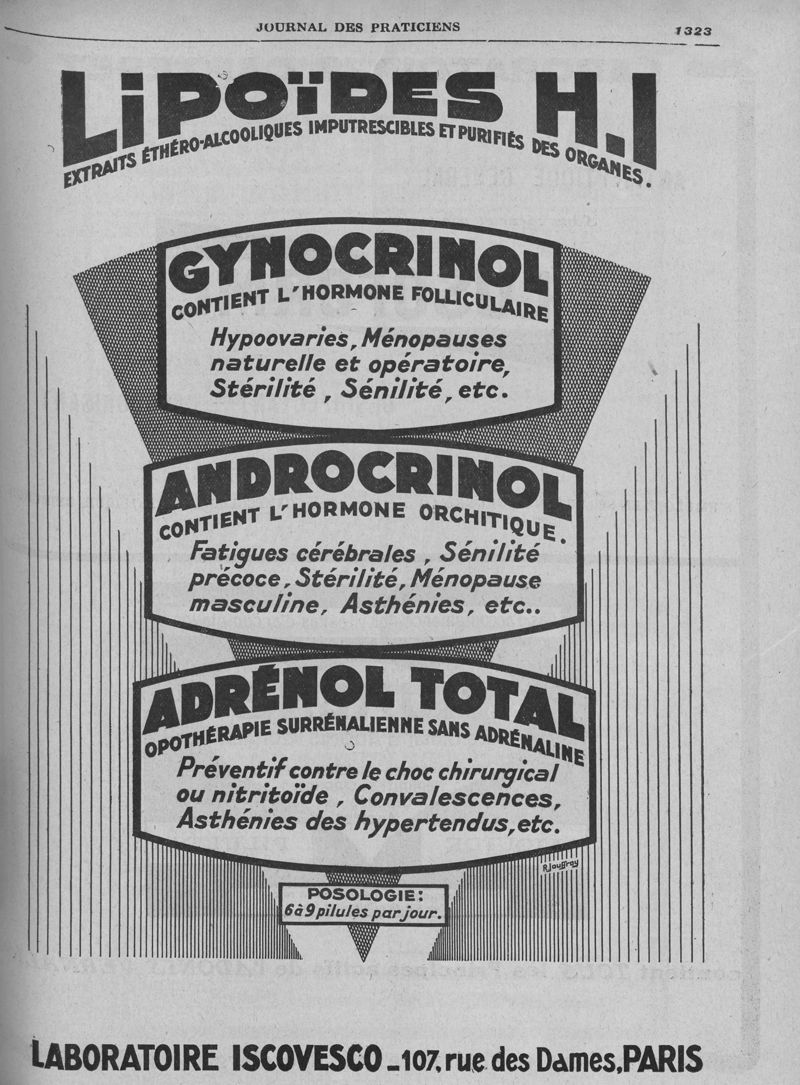 JOURNAL DES PRATICIENS
1323
LiPOÏDES H.I
EXTRAITS ÉTHÉRO-ALCOOLIQUES IMPUTRESCIBLES ET PURIFIÉS DES ORGANES.
GYNOCRINOL
CONTIENT L'HORMONE FOLLICULAIRE
Hypoovaries, Ménopauses
naturelle et opératoire,
Stérilité, Sénilité, etc.
ANDROCRINOL
CONTIENT L'HORMONE ORCHITIQUE.
Fatigues cérébrales, Sénilité
précoce, Stérilité, Ménopause
masculine, Asthénies, etc..
ADRÉNOL TOTAL
OPOTHÉRAPIE SURRÉNALIENNE SANS ADRÉNALINE
Préventif contre le choc chirurgical
ou nitritoïde, Convalescences,
Asthénies des hypertendus, etc.
R. Jouffroy
POSOLOGIE:
6 à 9 pilules par jour.
LABORATOIRE ISCOVESCO _ 107, rue des Dames, PARIS